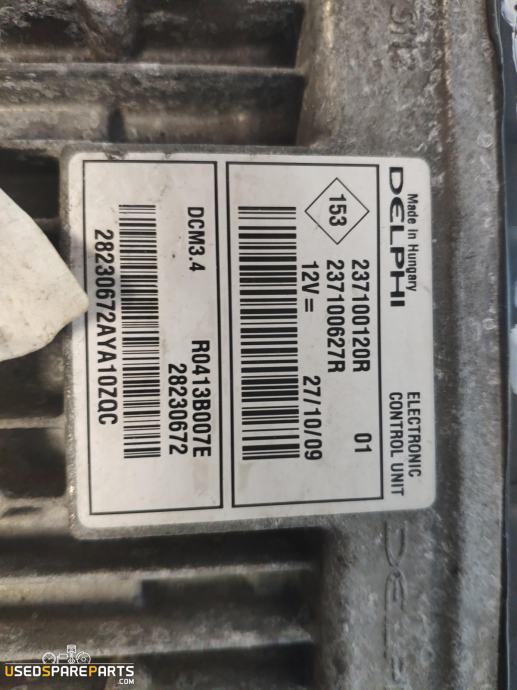 DELPHI
Made In Hungary
ELECTRONIC
CONTROL UNIT
153
237100120R 01
237100627R
12V= 27/10/09
DCM3.4
R0413B007E
28230672
28230672AYA10ZQC
DELP
USEDSPAREPARTS
.COM